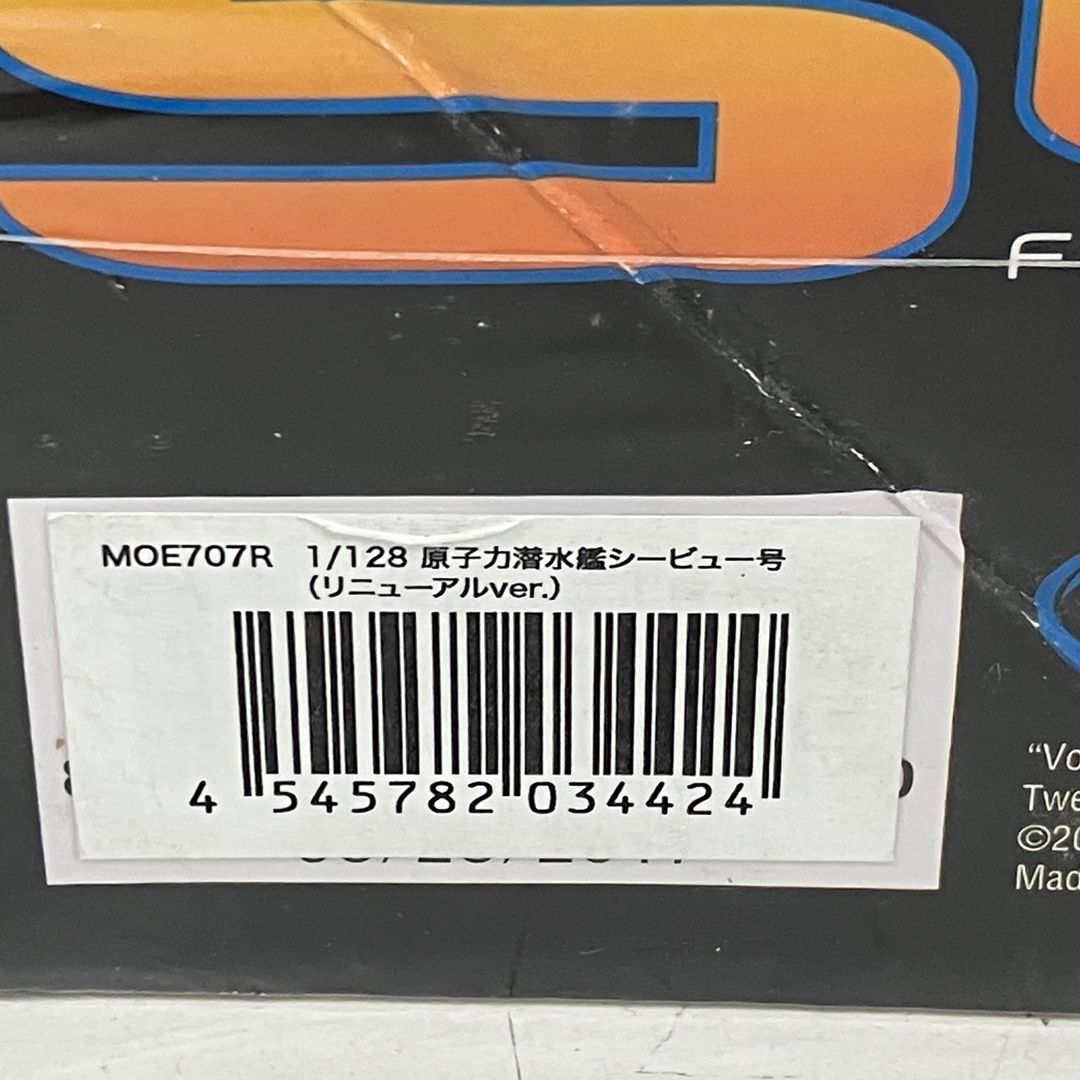 MOE707R 1/128 原子力潜水艦シービュー号
(リニューアルver.)
4 545782 034424
“Vo
Twe
©20
Mad